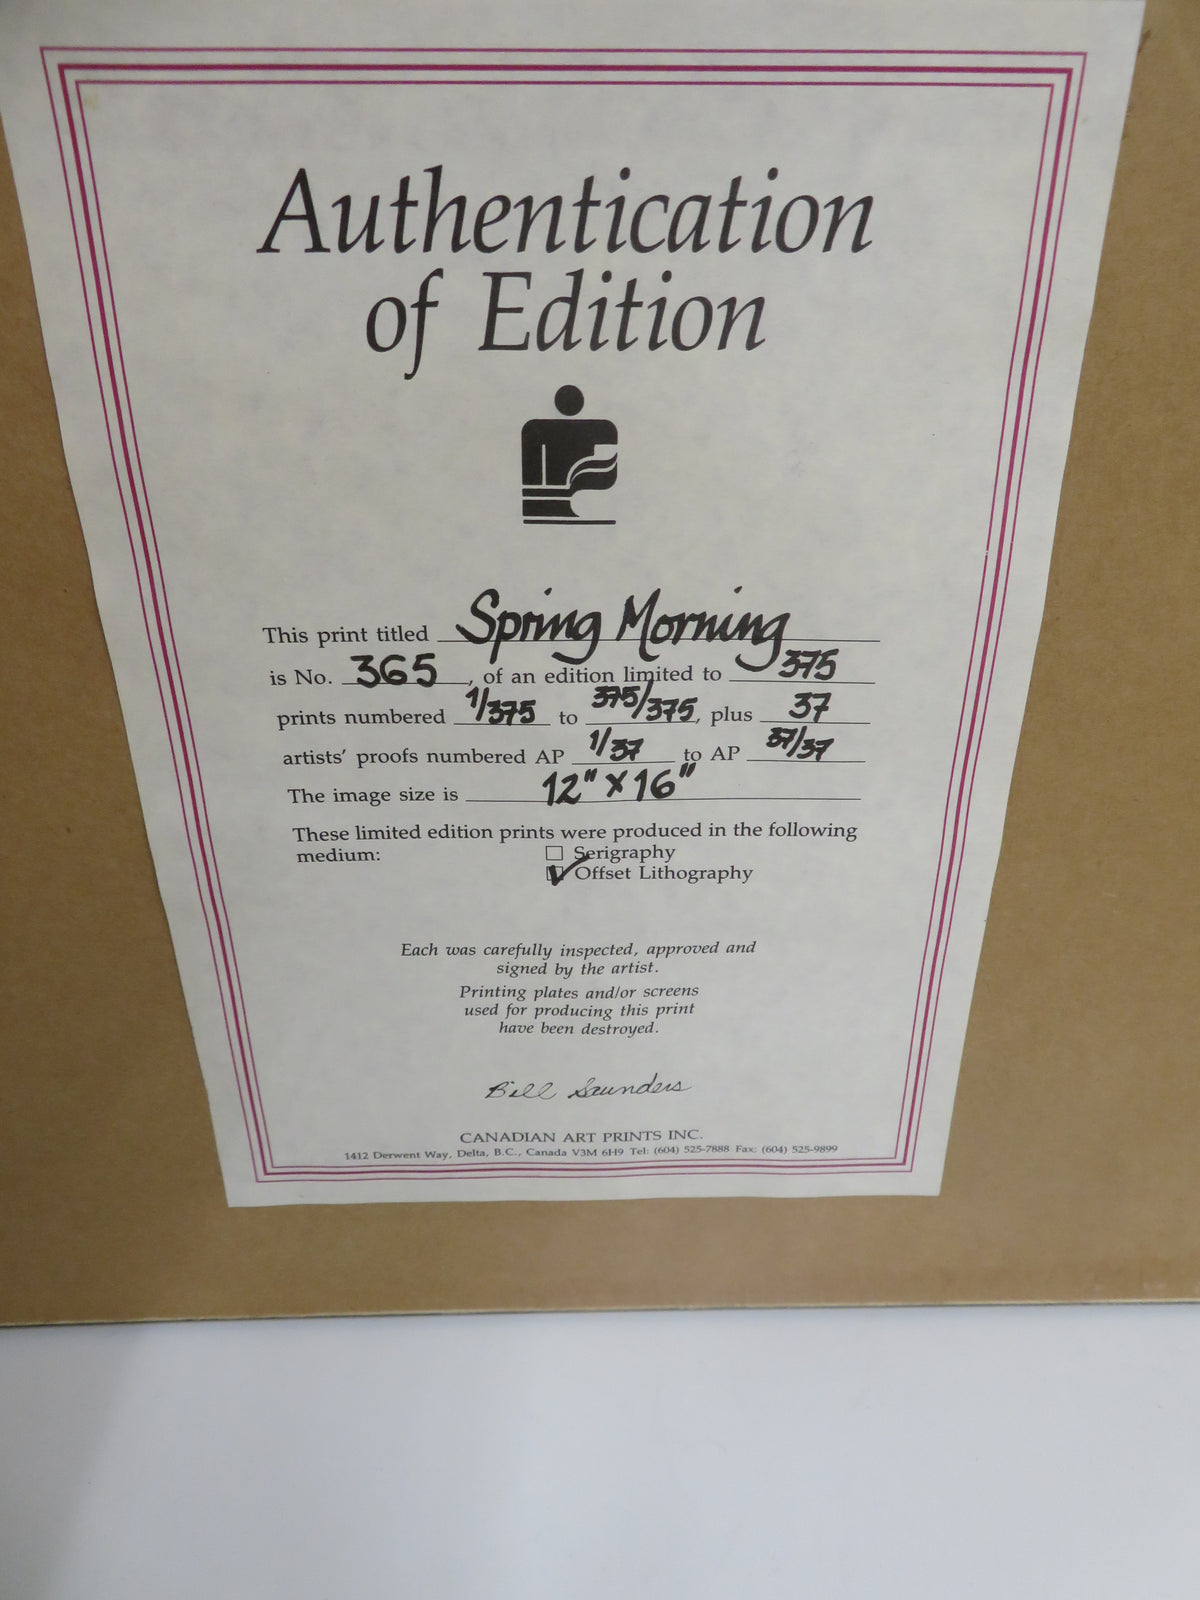 Authentication
of Edition
This print titled Spring Morning
is No. 365, of an edition limited to 375
prints numbered 1/375 to 375/375, plus 37
artists' proofs numbered AP 1/37 to AP 37/37
The image size is 12" x 16"
These limited edition prints were produced in the following
medium: Serigraphy
Offset Lithography
Each was carefully inspected, approved and
signed by the artist.
Printing plates and/or screens
used for producing this print
have been destroyed.
Bill Saunders
CANADIAN ART PRINTS INC.
1412 Derwent Way, Delta, B.C., Canada V3M 6H9 Tel: (604) 525-7888 Fax: (604) 525-9899